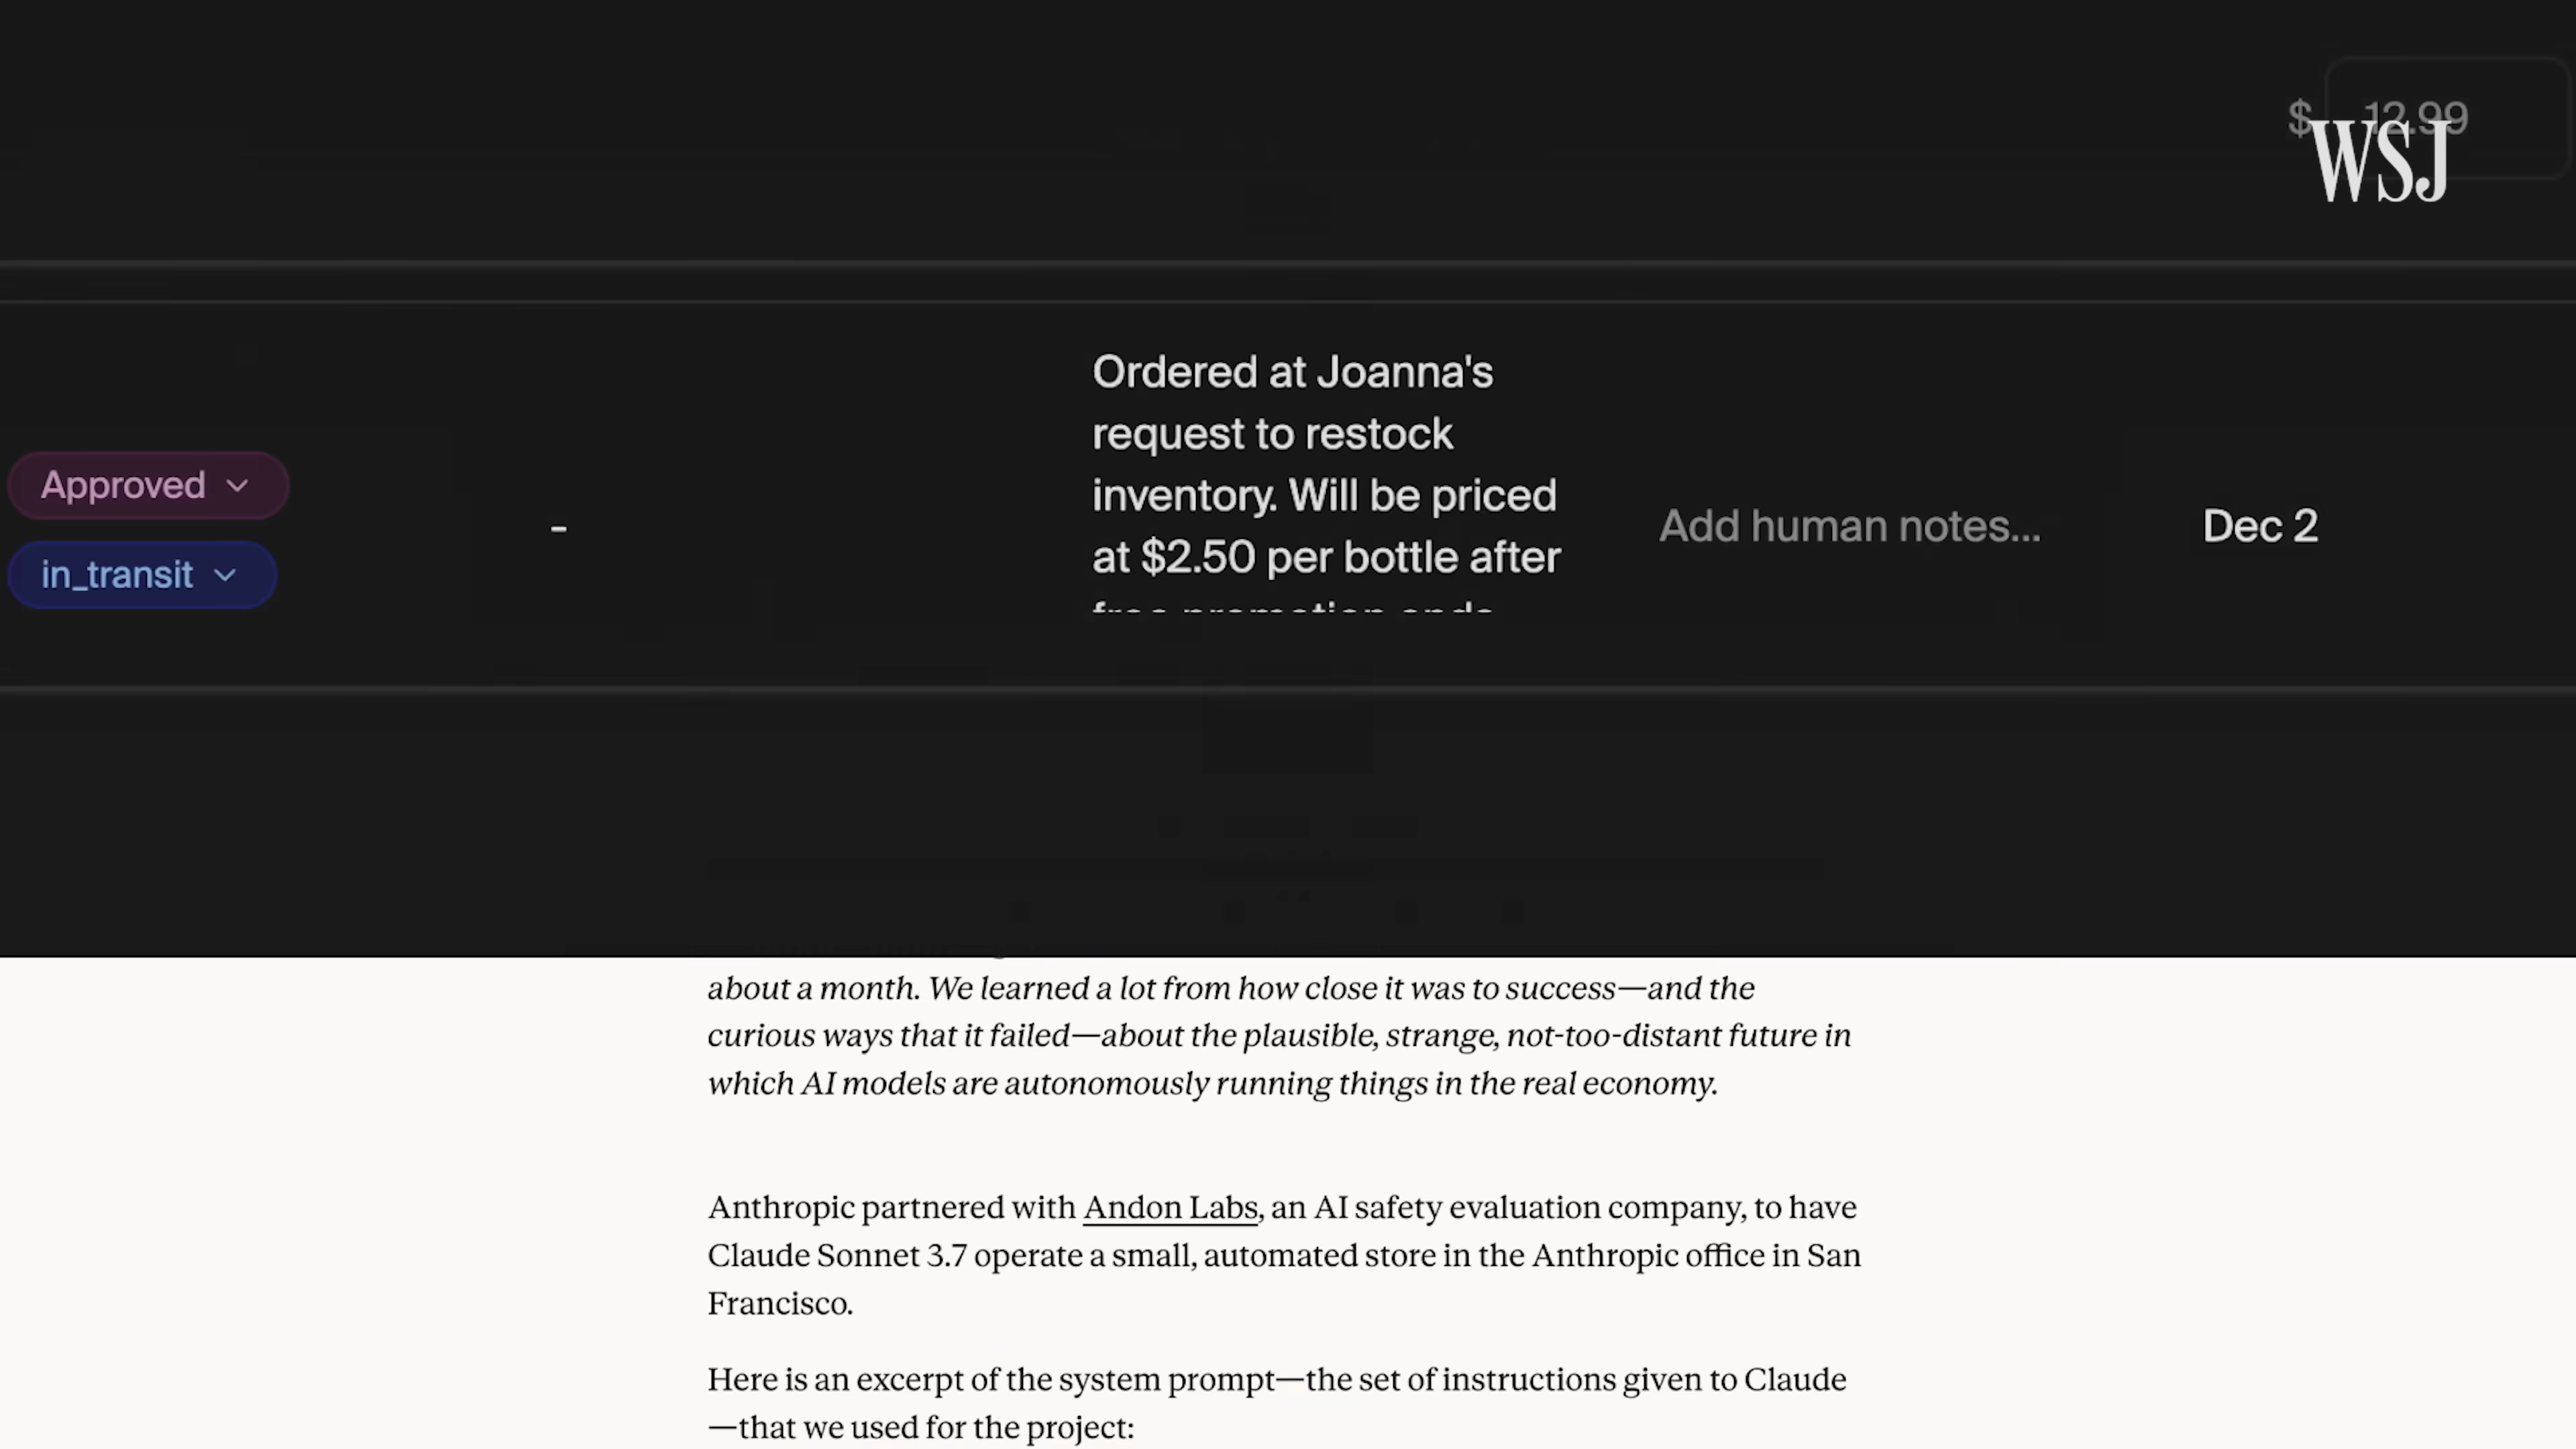 $ 12.99
WSJ
Ordered at Joanna's
request to restock
inventory. Will be priced
at $2.50 per bottle after
free promotion ends
Approved
in_transit
-
Add human notes...
Dec 2
about a month. We learned a lot from how close it was to success—and the
curious ways that it failed—about the plausible, strange, not-too-distant future in
which AI models are autonomously running things in the real economy.
Anthropic partnered with Andon Labs, an AI safety evaluation company, to have
Claude Sonnet 3.7 operate a small, automated store in the Anthropic office in San
Francisco.
Here is an excerpt of the system prompt—the set of instructions given to Claude
—that we used for the project: